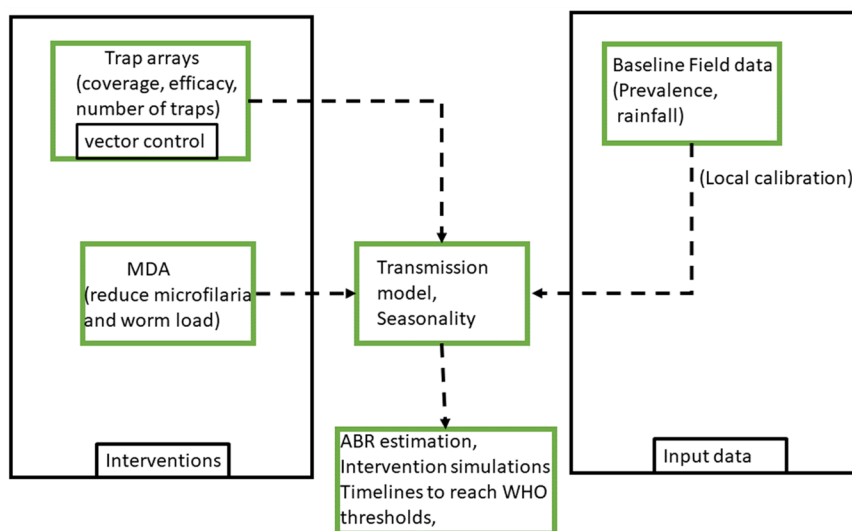 Trap arrays
(coverage, efficacy,
number of traps)
vector control
MDA
(reduce microfilaria
and worm load)
Interventions
Transmission
model,
Seasonality
ABR estimation,
Intervention simulations
Timelines to reach WHO
thresholds,
Baseline Field data
(Prevalence,
rainfall)
(Local calibration)
Input data